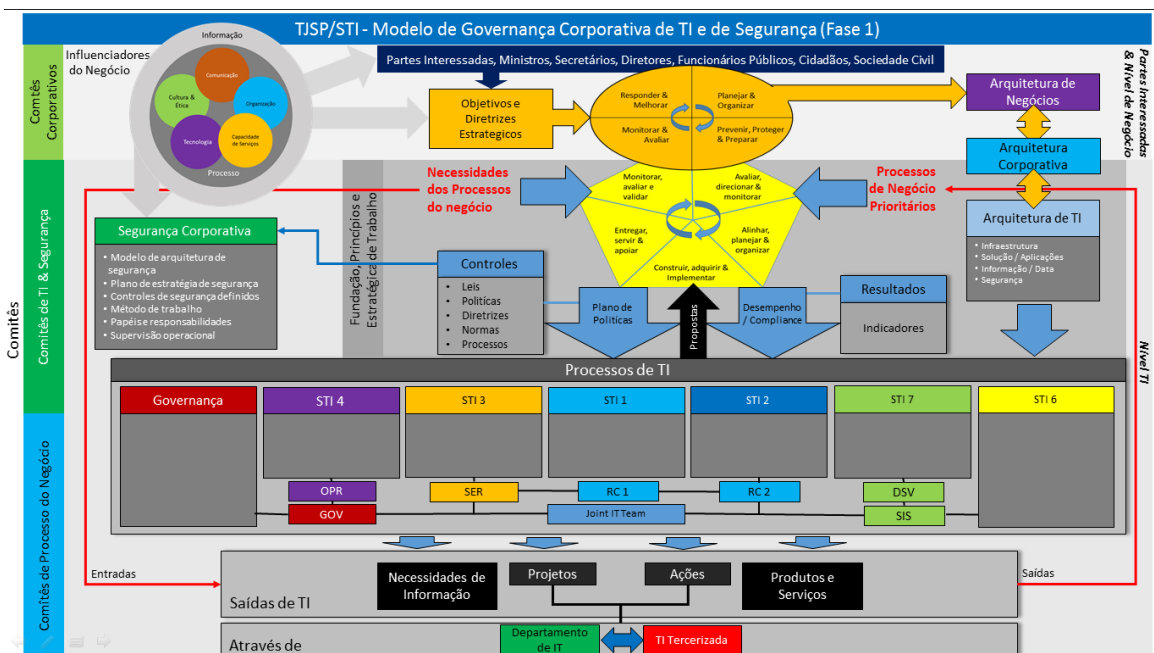 TJSP/STI - Modelo de Governança Corporativa de TI e de Segurança (Fase 1)
Comitês
Comtês
Corporativos
Comitês de TI & Segurança
Comitês de Processo do Negócio
Influenciadores
do Negócio
Informação
Comunicação
Cultura &
Ética
Organização
Tecnologia
Capacidade
de Serviços
Processo
Partes Interessadas, Ministros, Secretários, Diretores, Funcionários Públicos, Cidadãos, Sociedade Civil
Objetivos e
Diretrizes
Estrategicos
Responder &
Melhorar
Planejar &
Organizar
Monitorar &
Avaliar
Prevenir, Proteger
& Preparar
Arquitetura de
Negócios
Arquitetura
Corporativa
Arquitetura de TI
• Infraestrutura
• Solução / Aplicações
• Informação / Data
• Segurança
Partes Interessadas
& Nível de Negócio
Nível TI
Fundação, Princípios e
Estratégica de Trabalho
Necessidades
dos Processos
do negócio
Monitorar,
avaliar e
validar
Avaliar,
direcionar &
monitorar
Entregar,
servir &
apoiar
Alinhar,
planejar &
organizar
Construir, adquirir &
Implementar
Processos
de Negócio
Prioritários
Segurança Corporativa
• Modelo de arquitetura de
segurança
• Plano de estratégia de segurança
• Controles de segurança definidos
• Método de trabalho
• Papéis e responsabilidades
• Supervisão operacional
Controles
• Leis
• Políticas
• Diretrizes
• Normas
• Processos
Plano de
Políticas
Propostas
Desempenho
/ Compliance
Resultados
Indicadores
Processos de TI
Governança
STI 4
STI 3
STI 1
STI 2
STI 7
STI 6
OPR
SER
RC 1
RC 2
DSV
GOV
Joint IT Team
SIS
Entradas
Saídas
Saídas de TI
Necessidades de
Informação
Projetos
Ações
Produtos e
Serviços
Através de
Departamento
de IT
TI Tercerizada